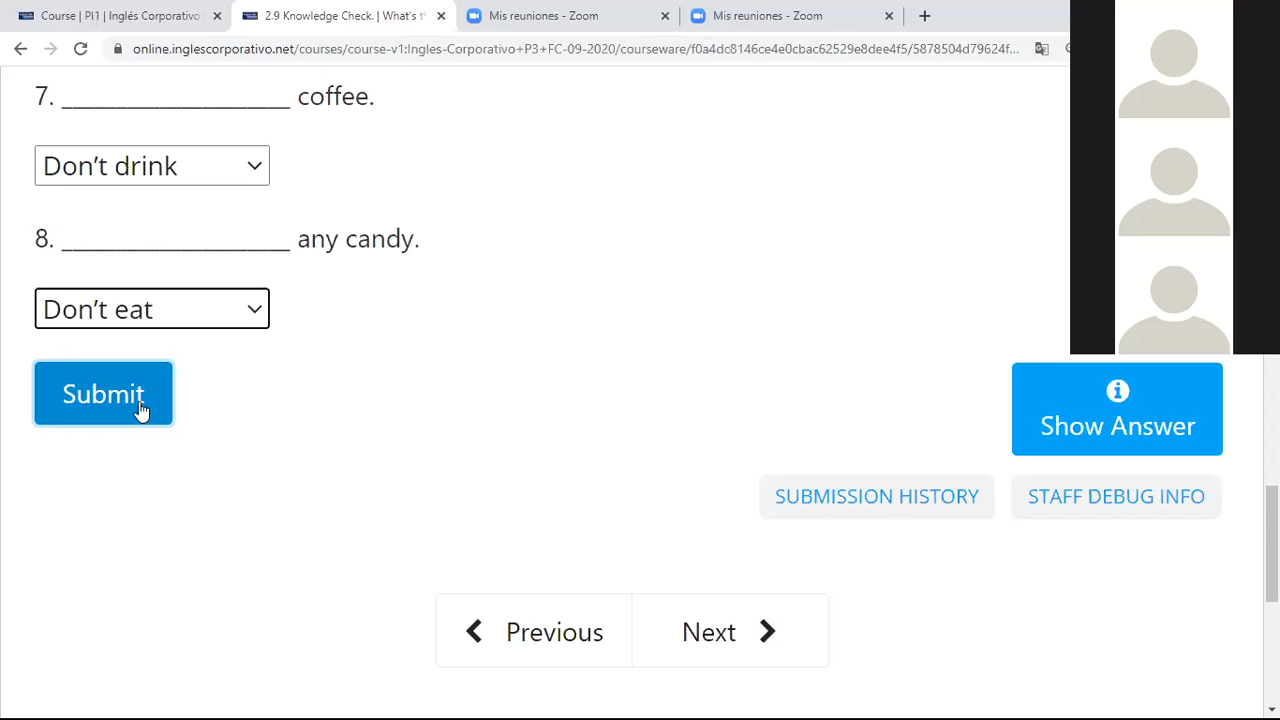 Course | Pi1 | Inglés Corporativo
2.9 Knowledge Check. | What's t
Mis reuniones - Zoom
Mis reuniones - Zoom
online.inglescorporativo.net/courses/course-v1:Ingles-Corporativo+P3+FC-09-2020/courseware/f0a4dc8146ce4e0cbac62529e8dee4f5/5878504d79624f...
7. ___________________ coffee.
Don’t drink
8. ___________________ any candy.
Don’t eat
Submit
Show Answer
SUBMISSION HISTORY
STAFF DEBUG INFO
Previous
Next